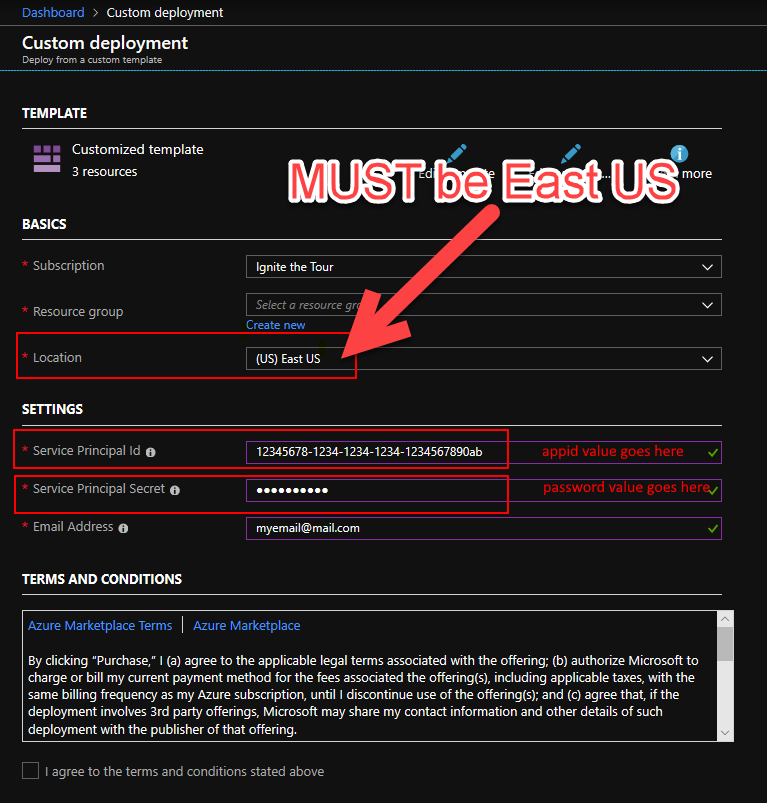 Dashboard > Custom deployment
Custom deployment
Deploy from a custom template
TEMPLATE
Customized template
3 resources
MUST be East US
more
BASICS
* Subscription
Ignite the Tour
* Resource group
Select a resource
Create new
* Location
(US) East US
SETTINGS
* Service Principal Id
12345678-1234-1234-1234-1234567890ab
appid value goes here
* Service Principal Secret
●●●●●●●●●●
password value goes here
* Email Address
myemail@mail.com
TERMS AND CONDITIONS
Azure Marketplace Terms | Azure Marketplace
By clicking “Purchase,” I (a) agree to the applicable legal terms associated with the offering; (b) authorize Microsoft to
charge or bill my current payment method for the fees associated the offering(s), including applicable taxes, with the
same billing frequency as my Azure subscription, until I discontinue use of the offering(s); and (c) agree that, if the
deployment involves 3rd party offerings, Microsoft may share my contact information and other details of such
deployment with the publisher of that offering.
I agree to the terms and conditions stated above